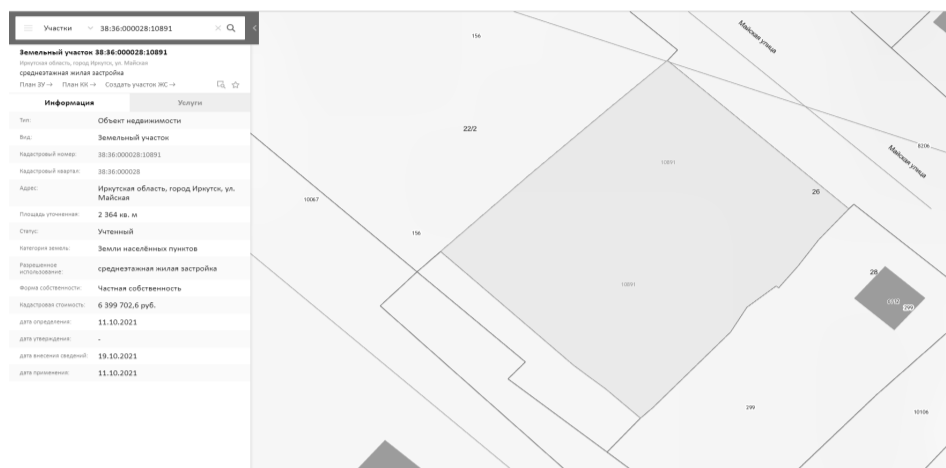 Участки 38:36:000028:10891
Земельный участок 38:36:000028:10891
Иркутская область, город Иркутск, ул. Майская
среднеэтажная жилая застройка
План ЗУ → План КК → Создать участок ЖС →
Информация Услуги
Тип: Объект недвижимости
Вид: Земельный участок
Кадастровый номер: 38:36:000028:10891
Кадастровый квартал: 38:36:000028
Адрес: Иркутская область, город Иркутск, ул.
Майская
Площадь уточненная: 2 364 кв. м
Статус: Учтенный
Категория земель: Земли населённых пунктов
Разрешенное
использование: среднеэтажная жилая застройка
Форма собственности: Частная собственность
Кадастровая стоимость: 6 399 702,6 руб.
дата определения: 11.10.2021
дата утверждения: -
дата внесения сведений: 19.10.2021
дата применения: 11.10.2021
156
Майская улица
22/2
8206
Майская улица
10891
26
10067
156
28
10891
299
299
10106